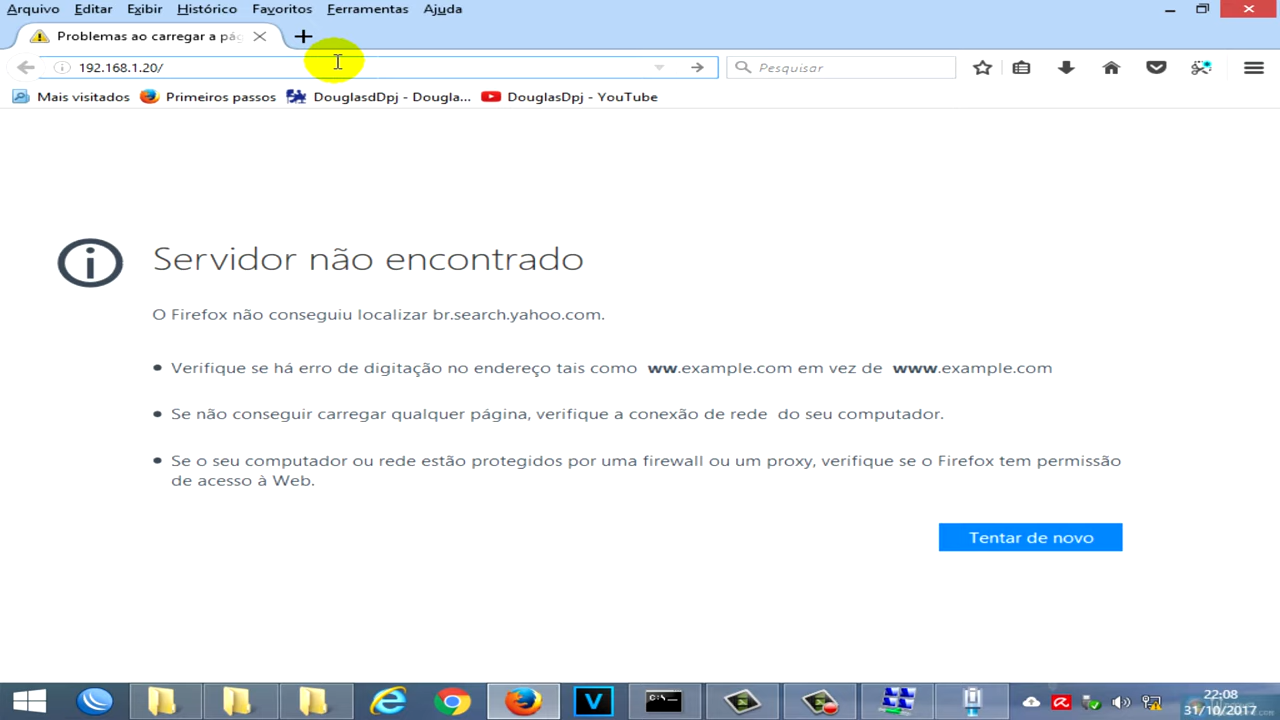 Arquivo Editar Exibir Histórico Favoritos Ferramentas Ajuda
Problemas ao carregar a pág
192.168.1.20/
Pesquisar
Mais visitados Primeiros passos DouglasdDpj - Dougla... DouglasDpj - YouTube
Servidor não encontrado
O Firefox não conseguiu localizar br.search.yahoo.com.
Verifique se há erro de digitação no endereço tais como ww.example.com em vez de www.example.com
Se não conseguir carregar qualquer página, verifique a conexão de rede do seu computador.
Se o seu computador ou rede estão protegidos por uma firewall ou um proxy, verifique se o Firefox tem permissão
de acesso à Web.
Tentar de novo
22:08
31/10/2017